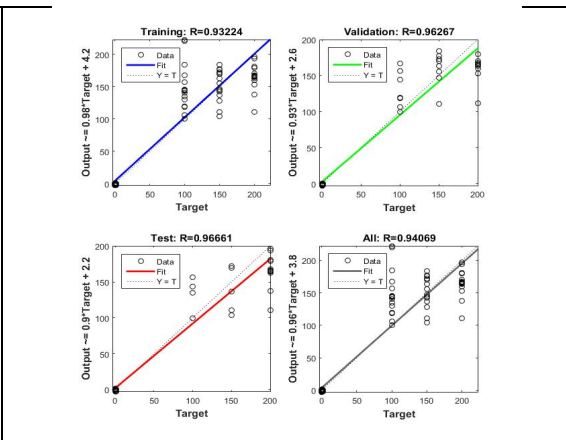 Training: R=0.93224
Output ~= 0.98*Target + 4.2
Data
Fit
Y = T
200
150
100
50
0
0 50 100 150 200
Target
Validation: R=0.96267
Output ~= 0.93*Target + 2.6
Data
Fit
Y = T
200
150
100
50
0
0 50 100 150 200
Target
Test: R=0.96661
Output ~= 0.9*Target + 2.2
Data
Fit
Y = T
200
150
100
50
0
0 50 100 150 200
Target
All: R=0.94069
Output ~= 0.96*Target + 3.8
Data
Fit
Y = T
200
150
100
50
0
0 50 100 150 200
Target